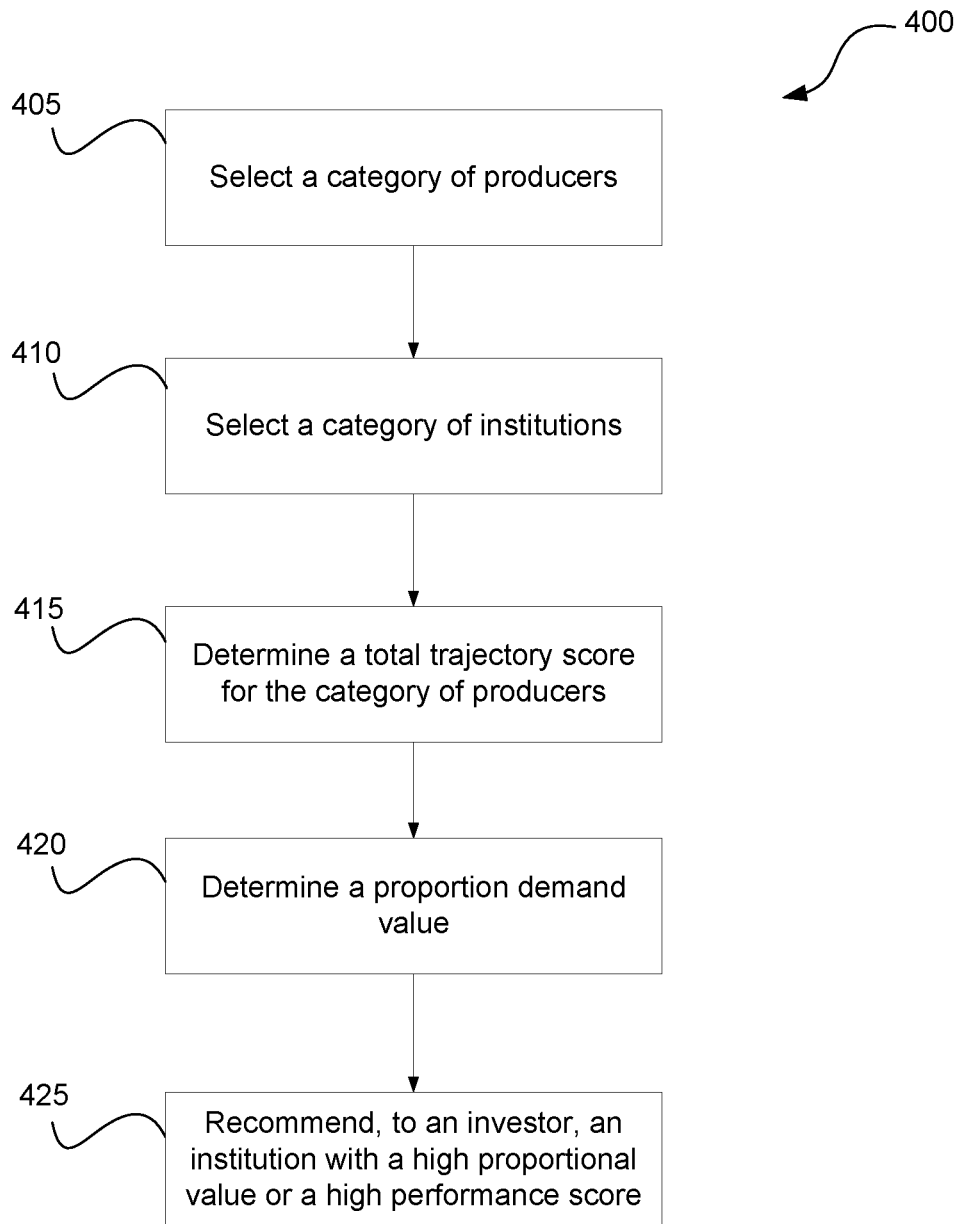 400
405
Select a category of producers
410
Select a category of institutions
415
Determine a total trajectory score
for the category of producers
420
Determine a proportion demand
value
425
Recommend, to an investor, an
institution with a high proportional
value or a high performance score